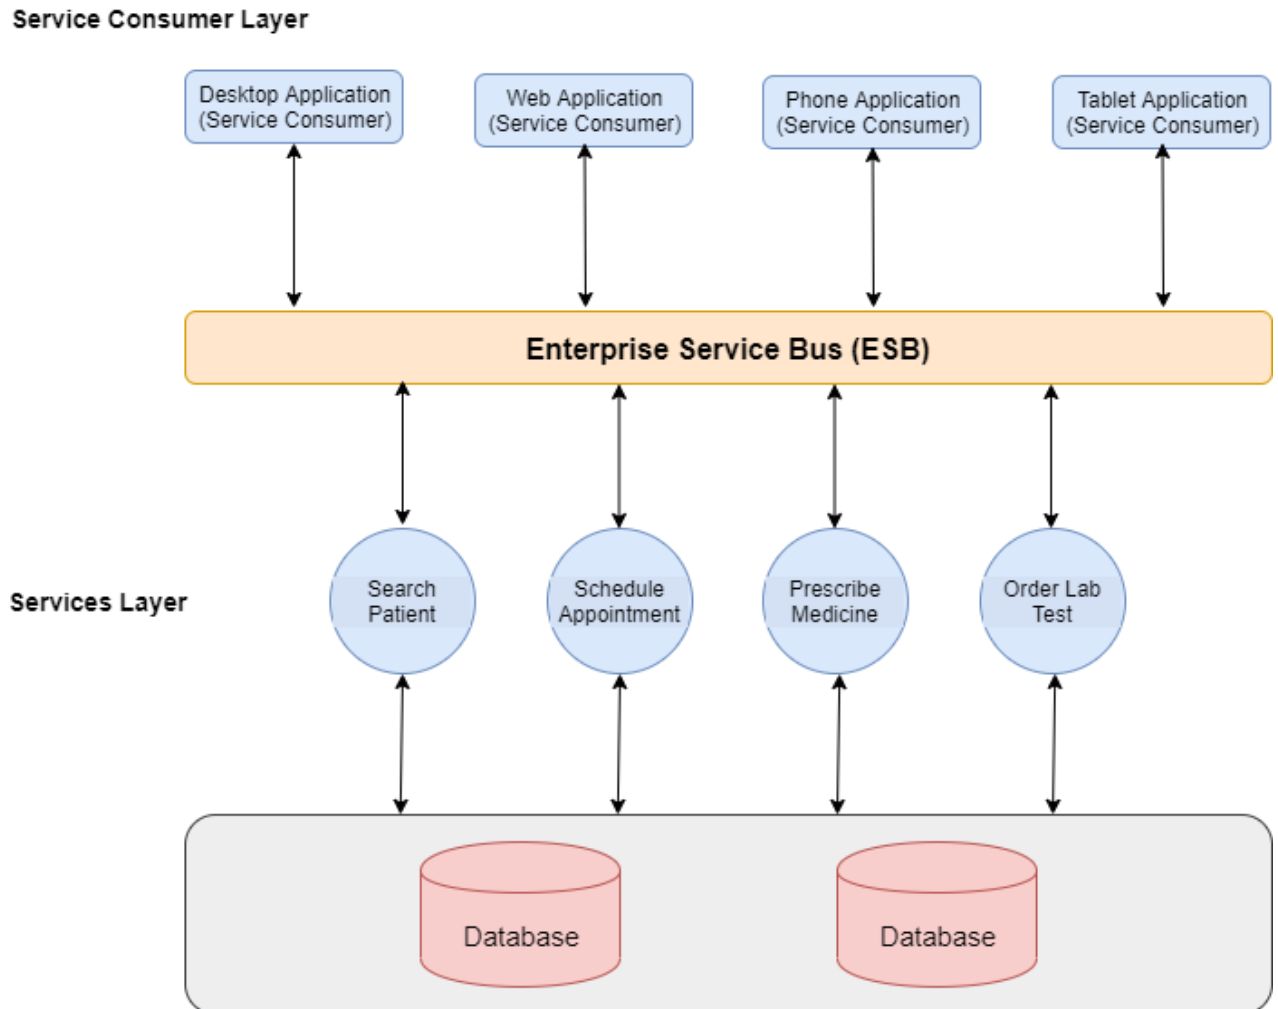 Service Consumer Layer
Desktop Application
(Service Consumer)
Web Application
(Service Consumer)
Phone Application
(Service Consumer)
Tablet Application
(Service Consumer)
Enterprise Service Bus (ESB)
Services Layer
Search
Patient
Schedule
Appointment
Prescribe
Medicine
Order Lab
Test
Database
Database